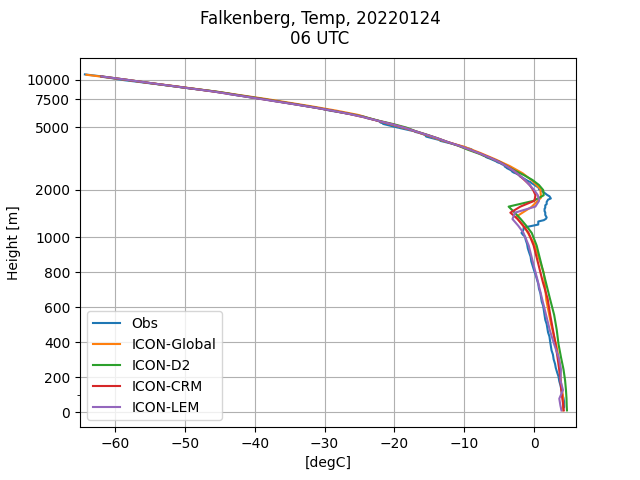 Falkenberg, Temp, 20220124
06 UTC
10000
7500
5000
2000
1000
800
600
400
200
0
Height [m]
Obs
ICON-Global
ICON-D2
ICON-CRM
ICON-LEM
−60 −50 −40 −30 −20 −10 0
[degC]